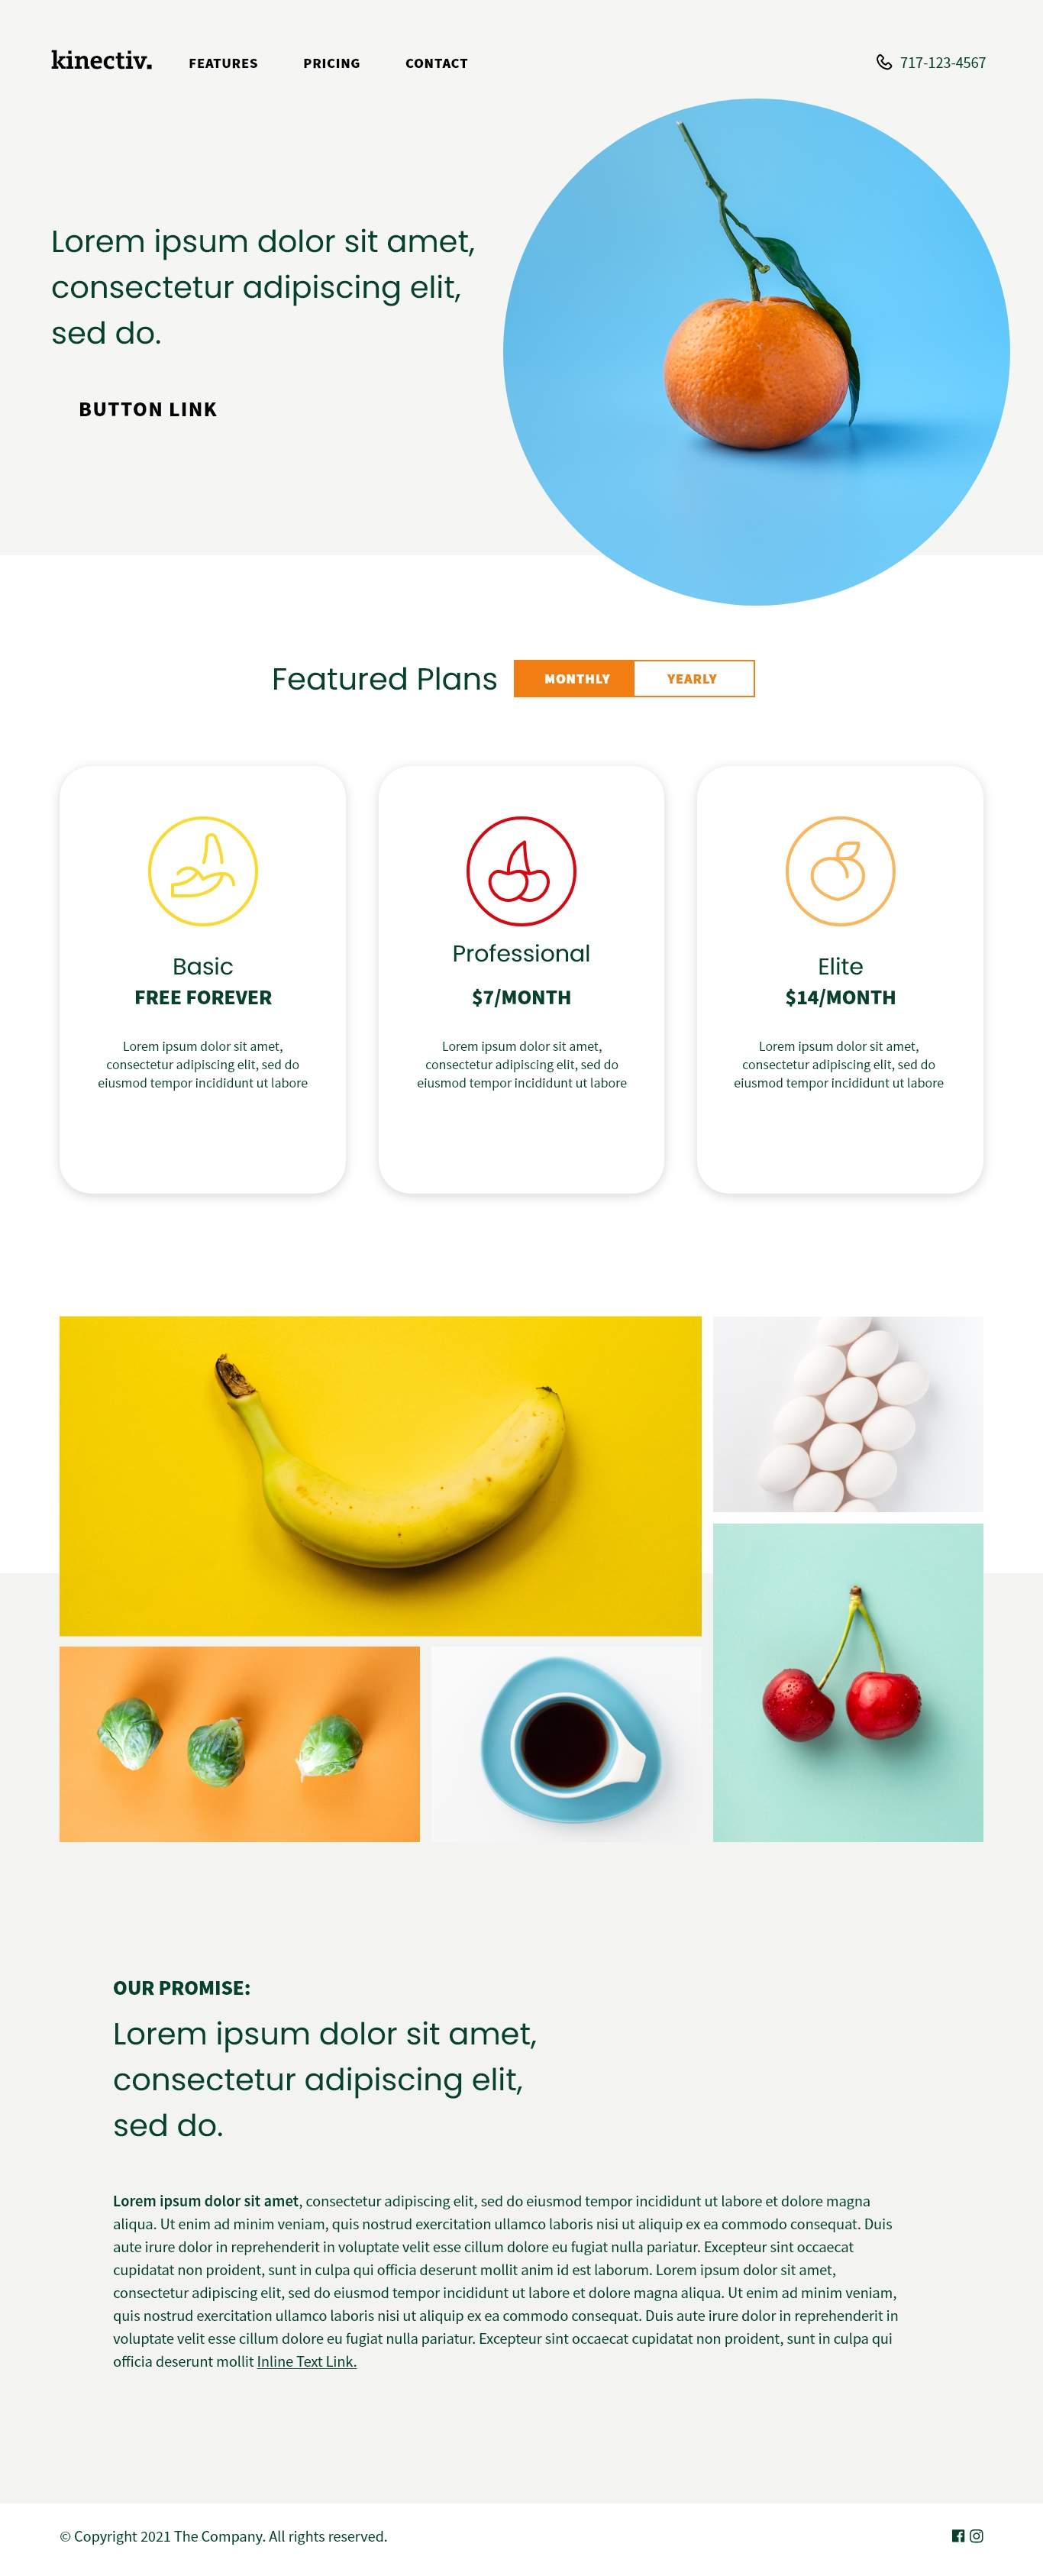 kinectiv. FEATURES PRICING CONTACT 717-123-4567
Lorem ipsum dolor sit amet,
consectetur adipiscing elit,
sed do.
BUTTON LINK
Featured Plans MONTHLY YEARLY
Basic
FREE FOREVER
Lorem ipsum dolor sit amet,
consectetur adipiscing elit, sed do
eiusmod tempor incididunt ut labore
Professional
$7/MONTH
Lorem ipsum dolor sit amet,
consectetur adipiscing elit, sed do
eiusmod tempor incididunt ut labore
Elite
$14/MONTH
Lorem ipsum dolor sit amet,
consectetur adipiscing elit, sed do
eiusmod tempor incididunt ut labore
OUR PROMISE:
Lorem ipsum dolor sit amet,
consectetur adipiscing elit,
sed do.
Lorem ipsum dolor sit amet, consectetur adipiscing elit, sed do eiusmod tempor incididunt ut labore et dolore magna
aliqua. Ut enim ad minim veniam, quis nostrud exercitation ullamco laboris nisi ut aliquip ex ea commodo consequat. Duis
aute irure dolor in reprehenderit in voluptate velit esse cillum dolore eu fugiat nulla pariatur. Excepteur sint occaecat
cupidatat non proident, sunt in culpa qui officia deserunt mollit anim id est laborum. Lorem ipsum dolor sit amet,
consectetur adipiscing elit, sed do eiusmod tempor incididunt ut labore et dolore magna aliqua. Ut enim ad minim veniam,
quis nostrud exercitation ullamco laboris nisi ut aliquip ex ea commodo consequat. Duis aute irure dolor in reprehenderit in
voluptate velit esse cillum dolore eu fugiat nulla pariatur. Excepteur sint occaecat cupidatat non proident, sunt in culpa qui
officia deserunt mollit Inline Text Link.
© Copyright 2021 The Company. All rights reserved.